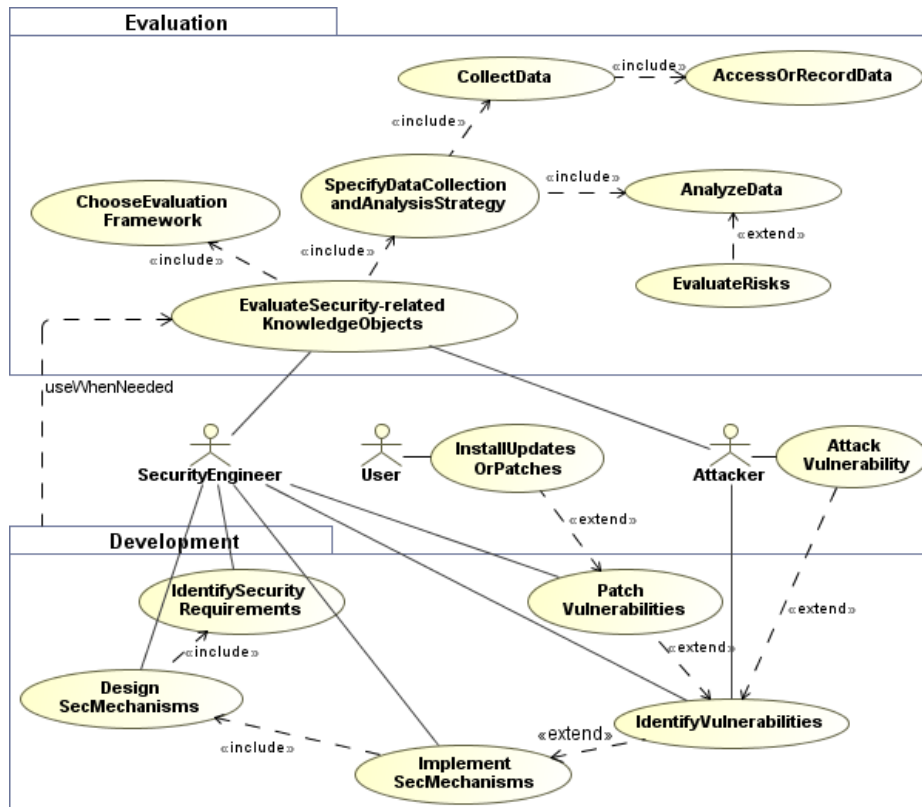 Evaluation
CollectData
«include»
AccessOrRecordData
«include»
SpecifyDataCollection
andAnalysisStrategy
«include»
AnalyzeData
ChooseEvaluation
Framework
«include»
«include»
«extend»
EvaluateRisks
EvaluateSecurity-related
KnowledgeObjects
useWhenNeeded
SecurityEngineer
User
InstallUpdates
OrPatches
Attacker
Attack
Vulnerability
«extend»
Development
IdentifySecurity
Requirements
Patch
Vulnerabilities
«extend»
«include»
«extend»
Design
SecMechanisms
IdentifyVulnerabilities
«include»
«extend»
Implement
SecMechanisms